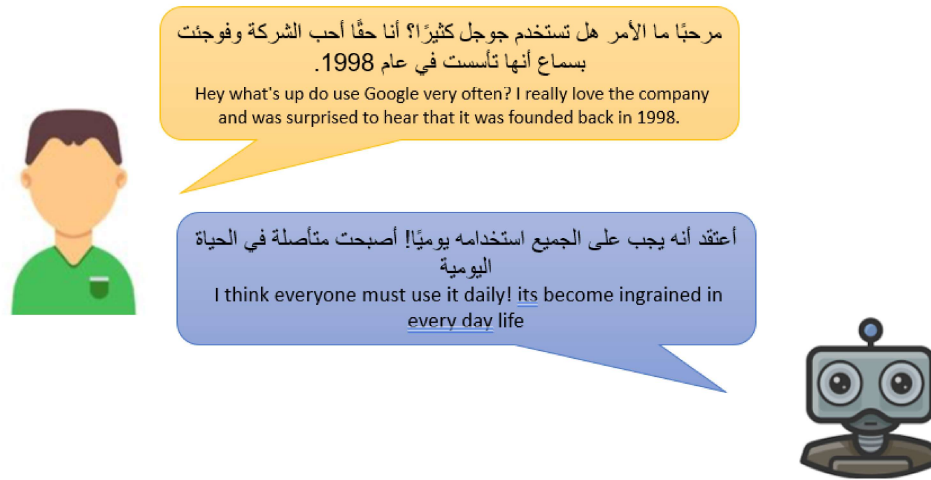 مرحبًا ما الأمر هل تستخدم جوجل كثيرًا؟ أنا حقًا أحب الشركة وفوجئت
بسماع أنها تأسست في عام 1998.
Hey what's up do use Google very often? I really love the company
and was surprised to hear that it was founded back in 1998.
أعتقد أنه يجب على الجميع استخدامه يوميًا! أصبحت متأصلة في الحياة
اليومية
I think everyone must use it daily! its become ingrained in
every day life